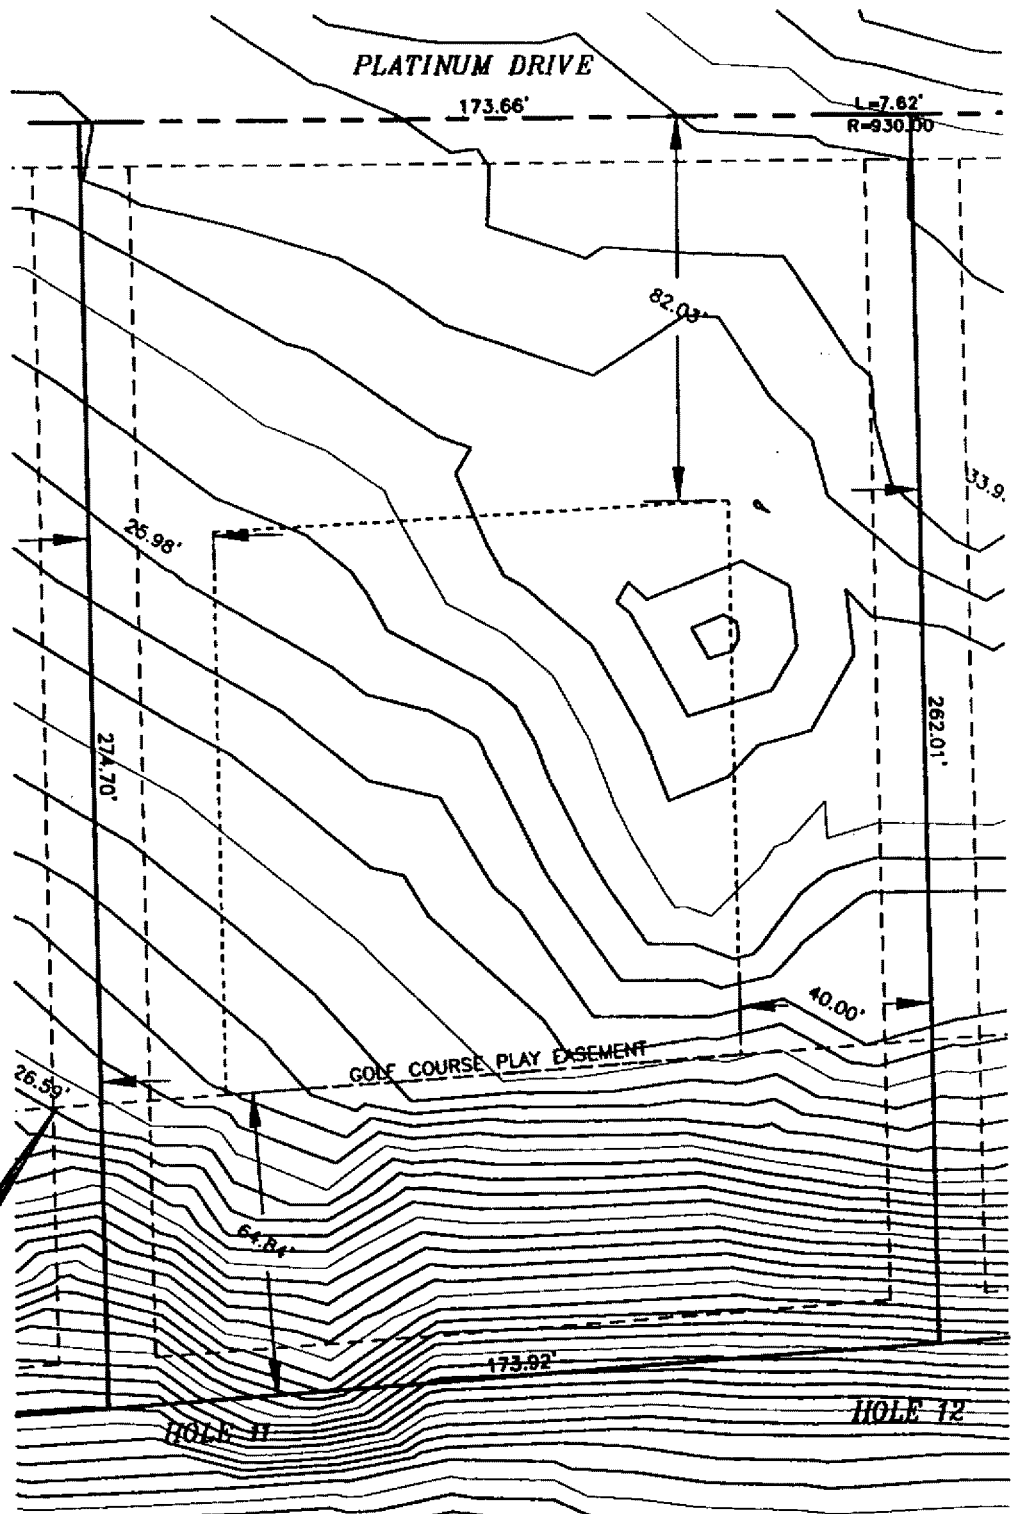 PLATINUM DRIVE
173.66'
L=7.62'
R=930.00
82.03'
33.9
26.98'
274.70'
262.01'
40.00'
GOLF COURSE PLAY EASEMENT
26.59'
64.84'
173.92'
HOLE 11
HOLE 12